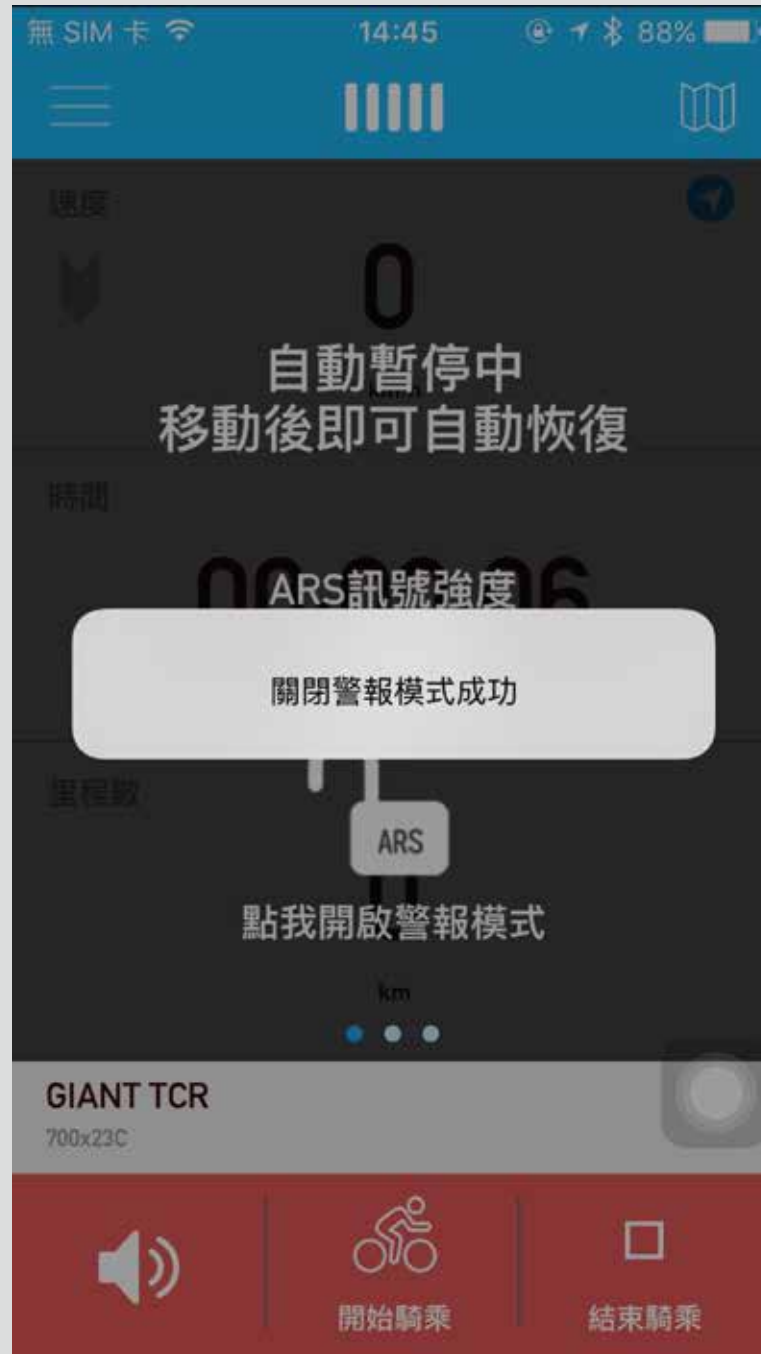 無 SIM 卡 14:45 88%
速度
0
自動暫停中
移動後即可自動恢復
時間
ARS訊號強度
關閉警報模式成功
里程數
ARS
點我開啟警報模式
km
GIANT TCR
700x23C
開始騎乘
結束騎乘